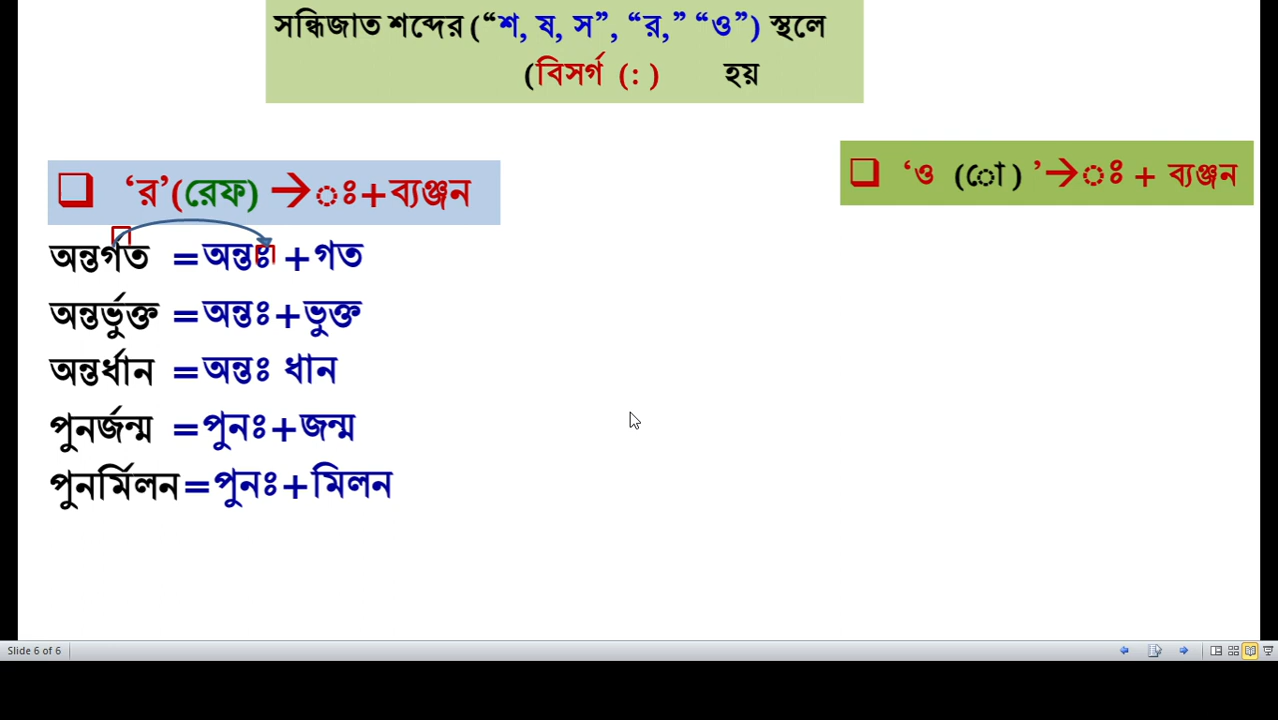 সন্ধিজাত শব্দের (“শ, ষ, স”, “র,” “ও”) স্থলে
(বিসর্গ (: ) হয়
❑ ‘র’(রেফ) →ঃ+ব্যঞ্জন
❑ ‘ও (ো ) ’→ঃ + ব্যঞ্জন
অন্তর্গত =অন্তঃ +গত
অন্তর্ভুক্ত =অন্তঃ+ভুক্ত
অন্তর্ধান =অন্তঃ ধান
পুনর্জন্ম =পুনঃ+জন্ম
পুনর্মিলন=পুনঃ+মিলন
Slide 6 of 6